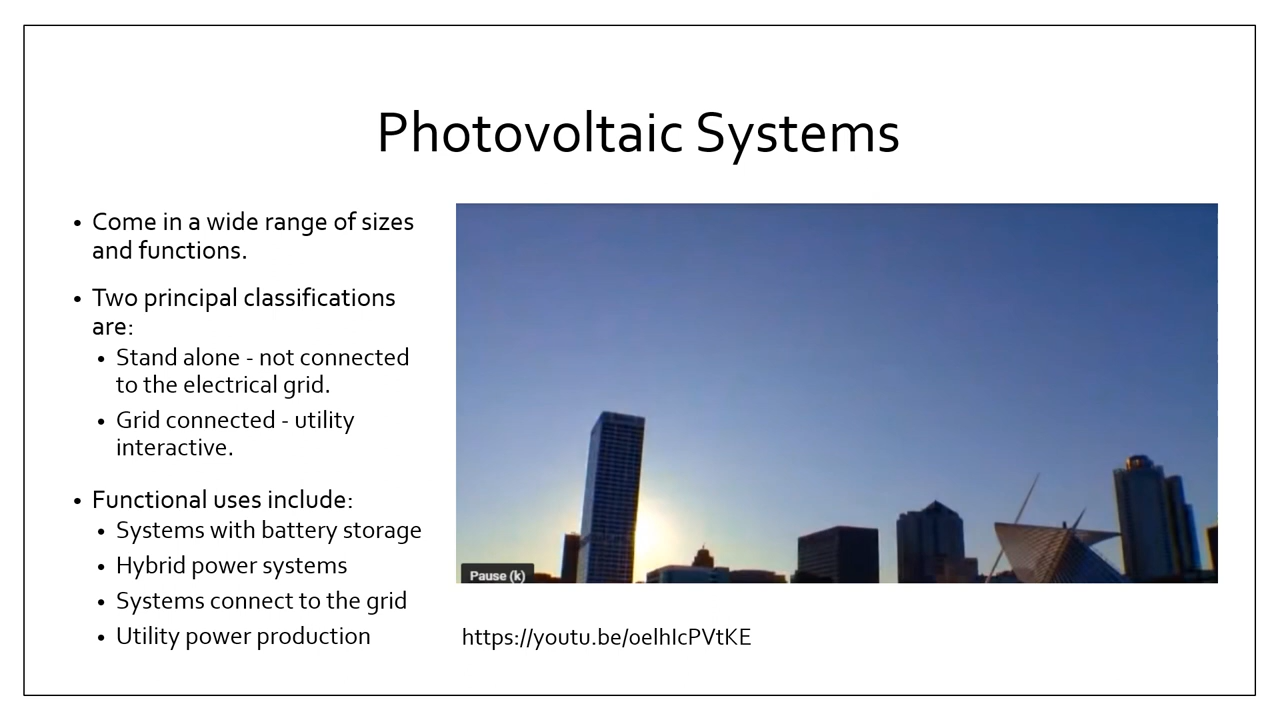 Photovoltaic Systems
• Come in a wide range of sizes
and functions.
• Two principal classifications
are:
• Stand alone - not connected
to the electrical grid.
• Grid connected - utility
interactive.
• Functional uses include:
• Systems with battery storage
• Hybrid power systems
• Systems connect to the grid
• Utility power production
Pause (k)
https://youtu.be/oelhIcPVtKE